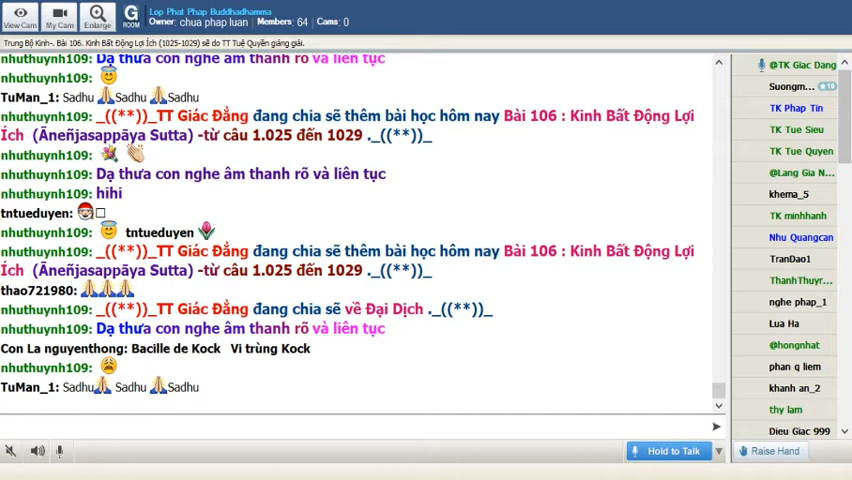 View Cam
My Cams
Enlarge
G
ROOM
Lop Phat Phap Buddhadhamma
Owner: chua phap luan Members: 64 Cams: 0
Trung Bộ Kinh-. Bài 106. Kinh Bất Động Lợi Ích (1025-1029) sẽ do TT Tuệ Quyền giảng giải.
nhuthuynh109: Dạ thưa con nghe âm thanh rõ và liên tục
nhuthuynh109:
TuMan_1: Sadhu Sadhu Sadhu
nhuthuynh109: _((**))_TT Giác Đẳng đang chia sẽ thêm bài học hôm nay Bài 106 : Kinh Bất Động Lợi
Ích (Āneñjasappāya Sutta) -từ câu 1.025 đến 1029 ._((**))_
nhuthuynh109:
nhuthuynh109: Dạ thưa con nghe âm thanh rõ và liên tục
nhuthuynh109: hihi
tntueduyen:
nhuthuynh109: tntueduyen
nhuthuynh109: _((**))_TT Giác Đẳng đang chia sẽ thêm bài học hôm nay Bài 106 : Kinh Bất Động Lợi
Ích (Āneñjasappāya Sutta) -từ câu 1.025 đến 1029 ._((**))_
thao721980:
nhuthuynh109: _((**))_TT Giác Đẳng đang chia sẽ về Đại Dịch ._((**))_
nhuthuynh109: Dạ thưa con nghe âm thanh rõ và liên tục
Con La nguyenthong: Bacille de Kock Vi trùng Kock
nhuthuynh109:
TuMan_1: Sadhu Sadhu Sadhu
Hold to Talk
@TK Giac Dang
Suongm...
+10
TK Phap Tin
TK Tue Sieu
TK Tue Quyen
@Lang Gia N...
khema_5
TK minhhanh
Nhu Quangcan
TranDao1
ThanhThuyr...
nghe phap_1
Lua Ha
@hongnhat
phan q liem
khanh an_2
thy lam
Dieu Giac 999
Raise Hand